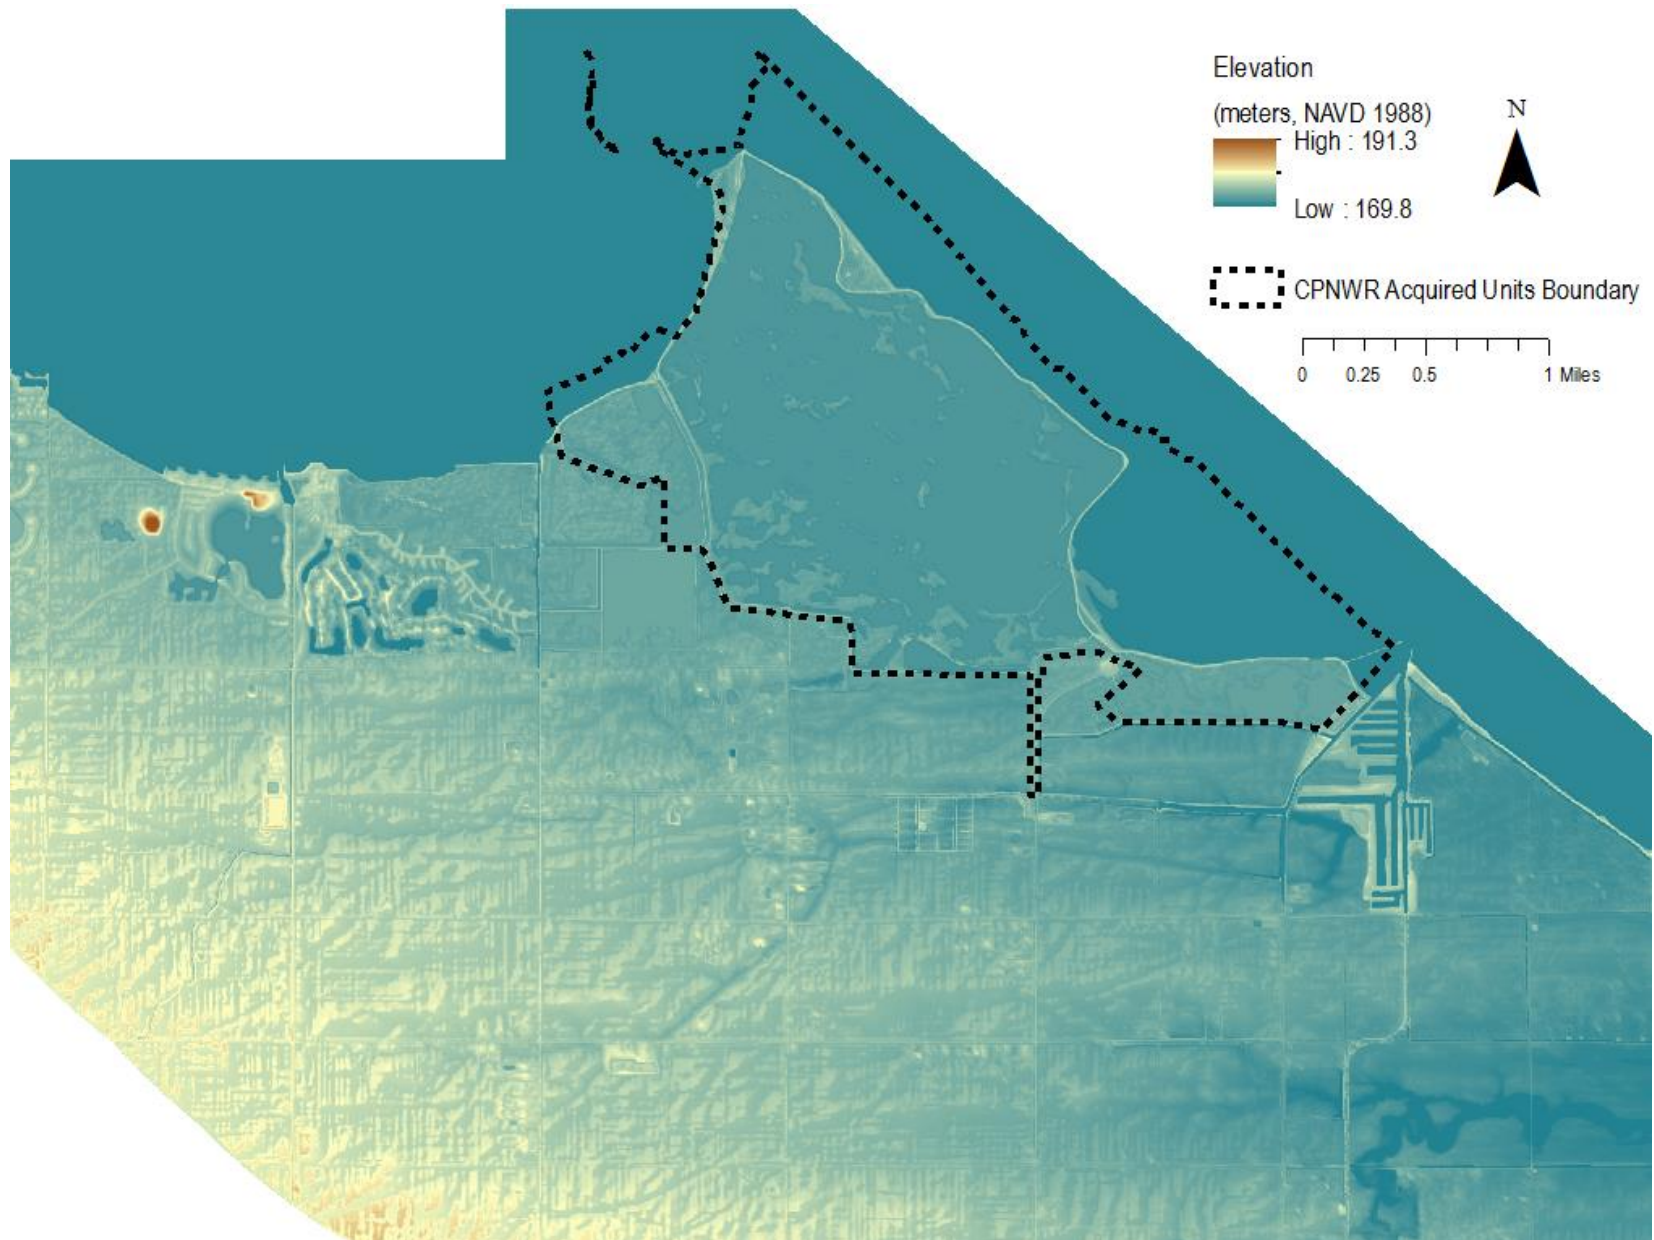 Elevation
(meters, NAVD 1988)
High : 191.3
Low : 169.8
N
CPNWR Acquired Units Boundary
0 0.25 0.5 1 Miles